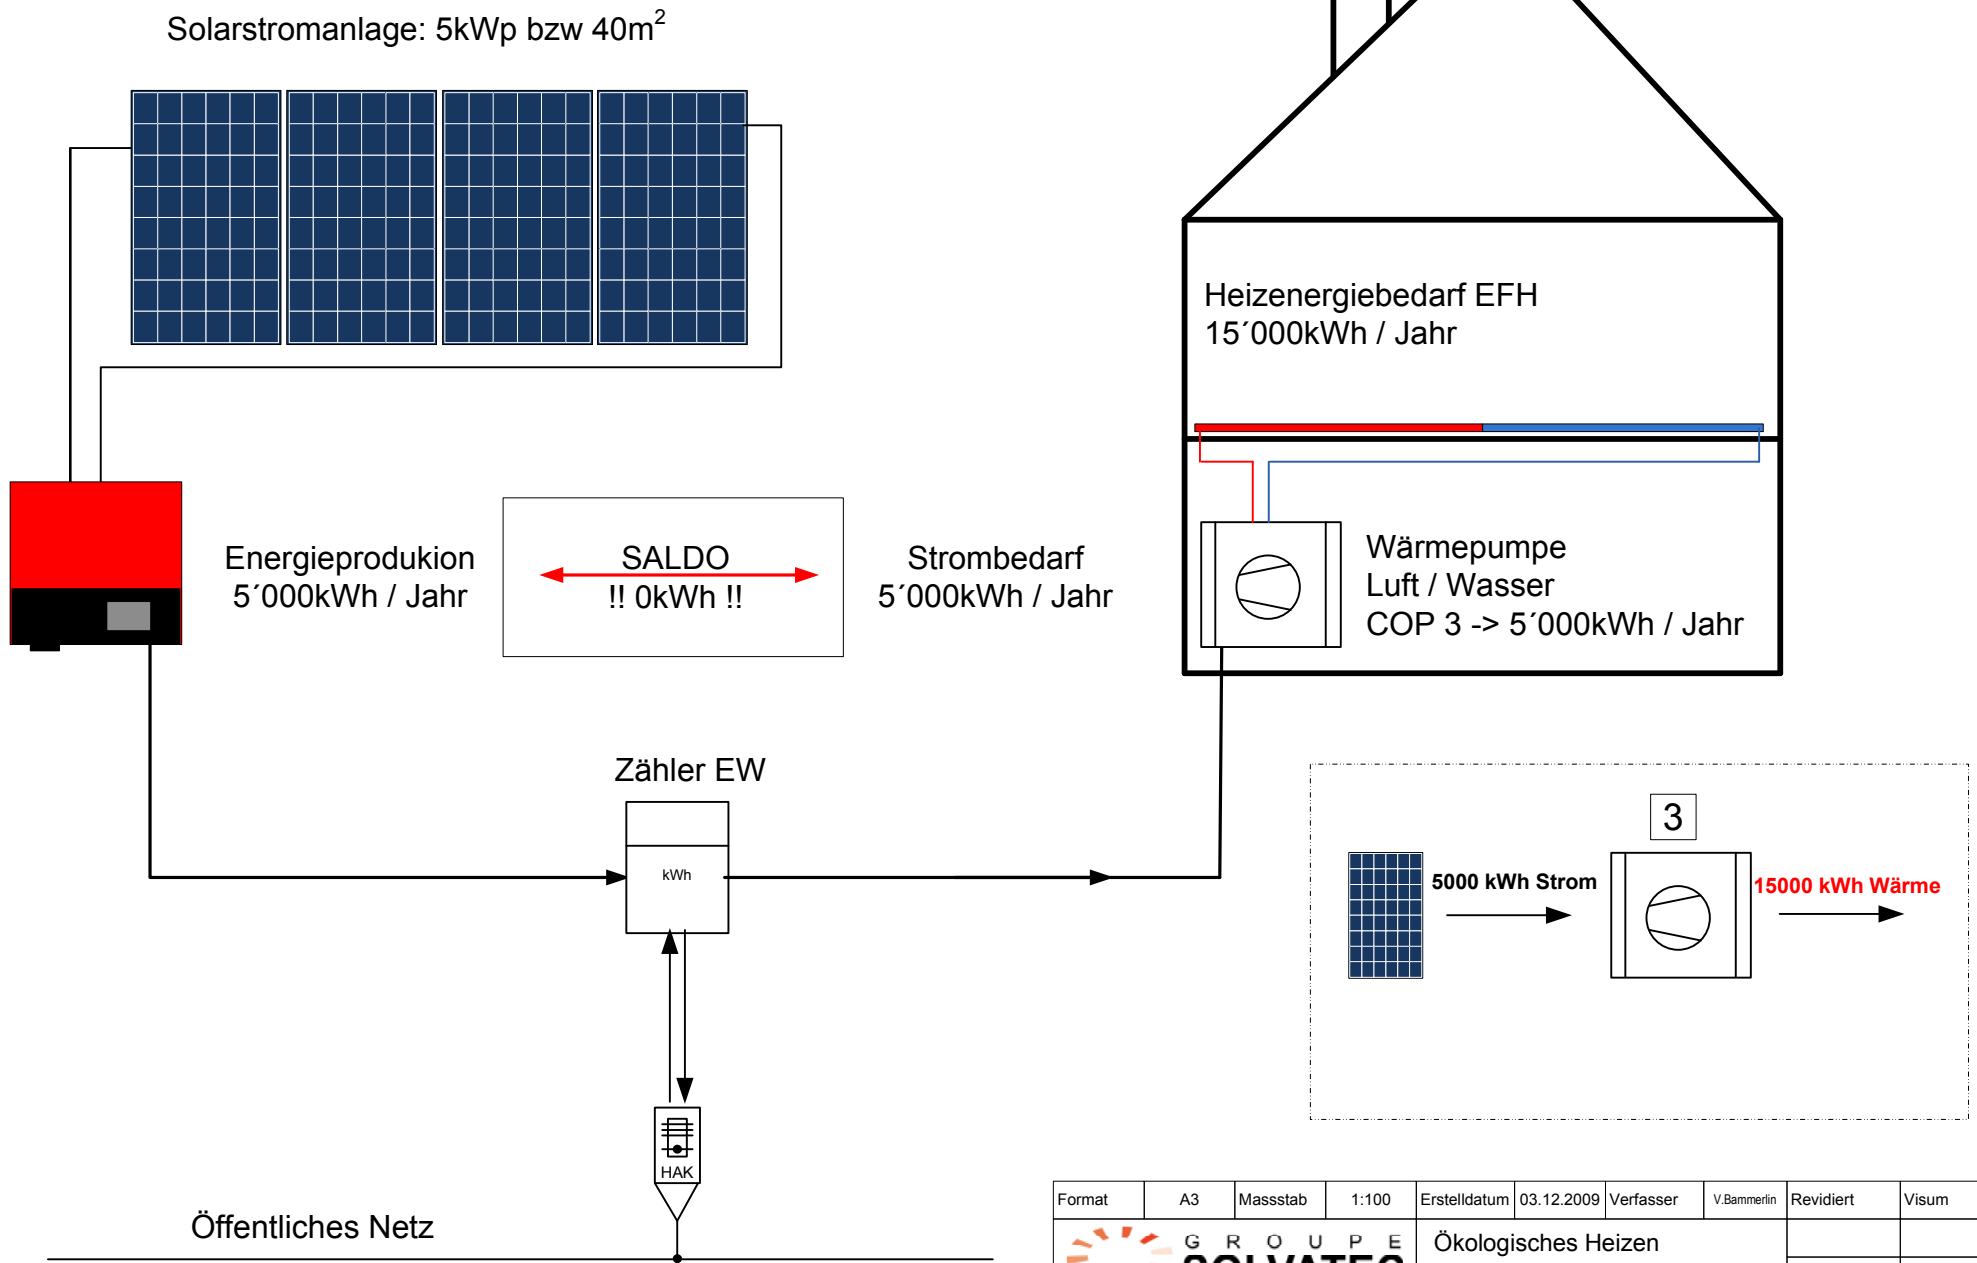 Solarstromanlage: 5kWp bzw 40m²
Heizenergiebedarf EFH
15´000kWh / Jahr
Energieprodukion
5´000kWh / Jahr
SALDO
!! 0kWh !!
Strombedarf
5´000kWh / Jahr
Wärmepumpe
Luft / Wasser
COP 3 -> 5´000kWh / Jahr
Zähler EW
kWh
3
5000 kWh Strom
15000 kWh Wärme
HAK
Öffentliches Netz
Format A3 Massstab 1:100 Erstelldatum 03.12.2009 Verfasser V.Bammerlin Revidiert Visum
GROUPE
SOLVATEC
Ökologisches Heizen